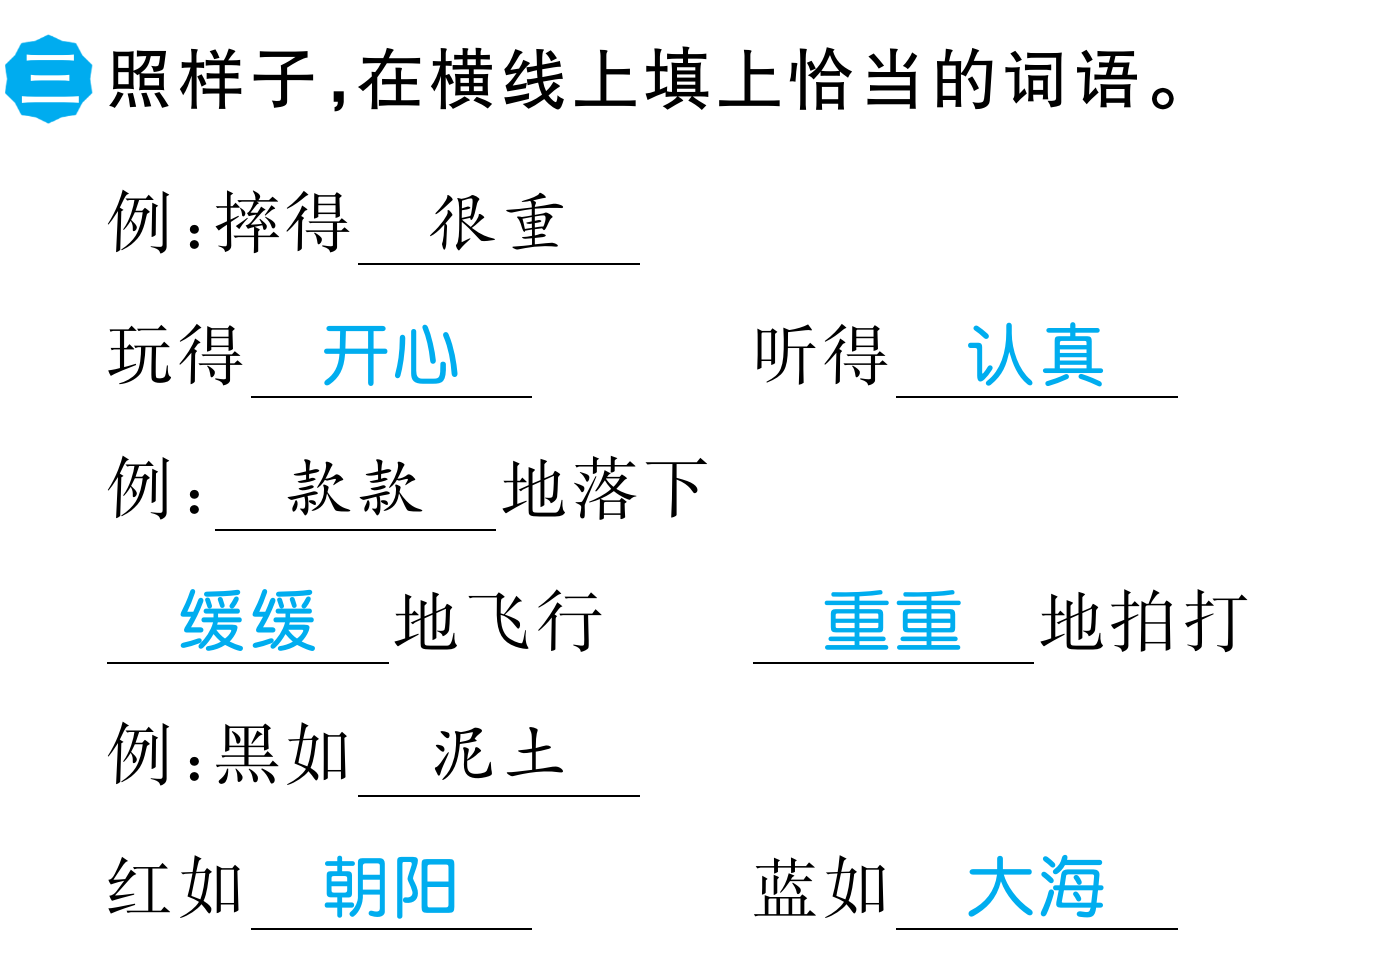 三 照样子,在横线上填上恰当的词语。
例:摔得 很重
玩得 开心 听得 认真
例: 款款 地落下
缓缓 地飞行 重重 地拍打
例:黑如 泥土
红如 朝阳 蓝如 大海